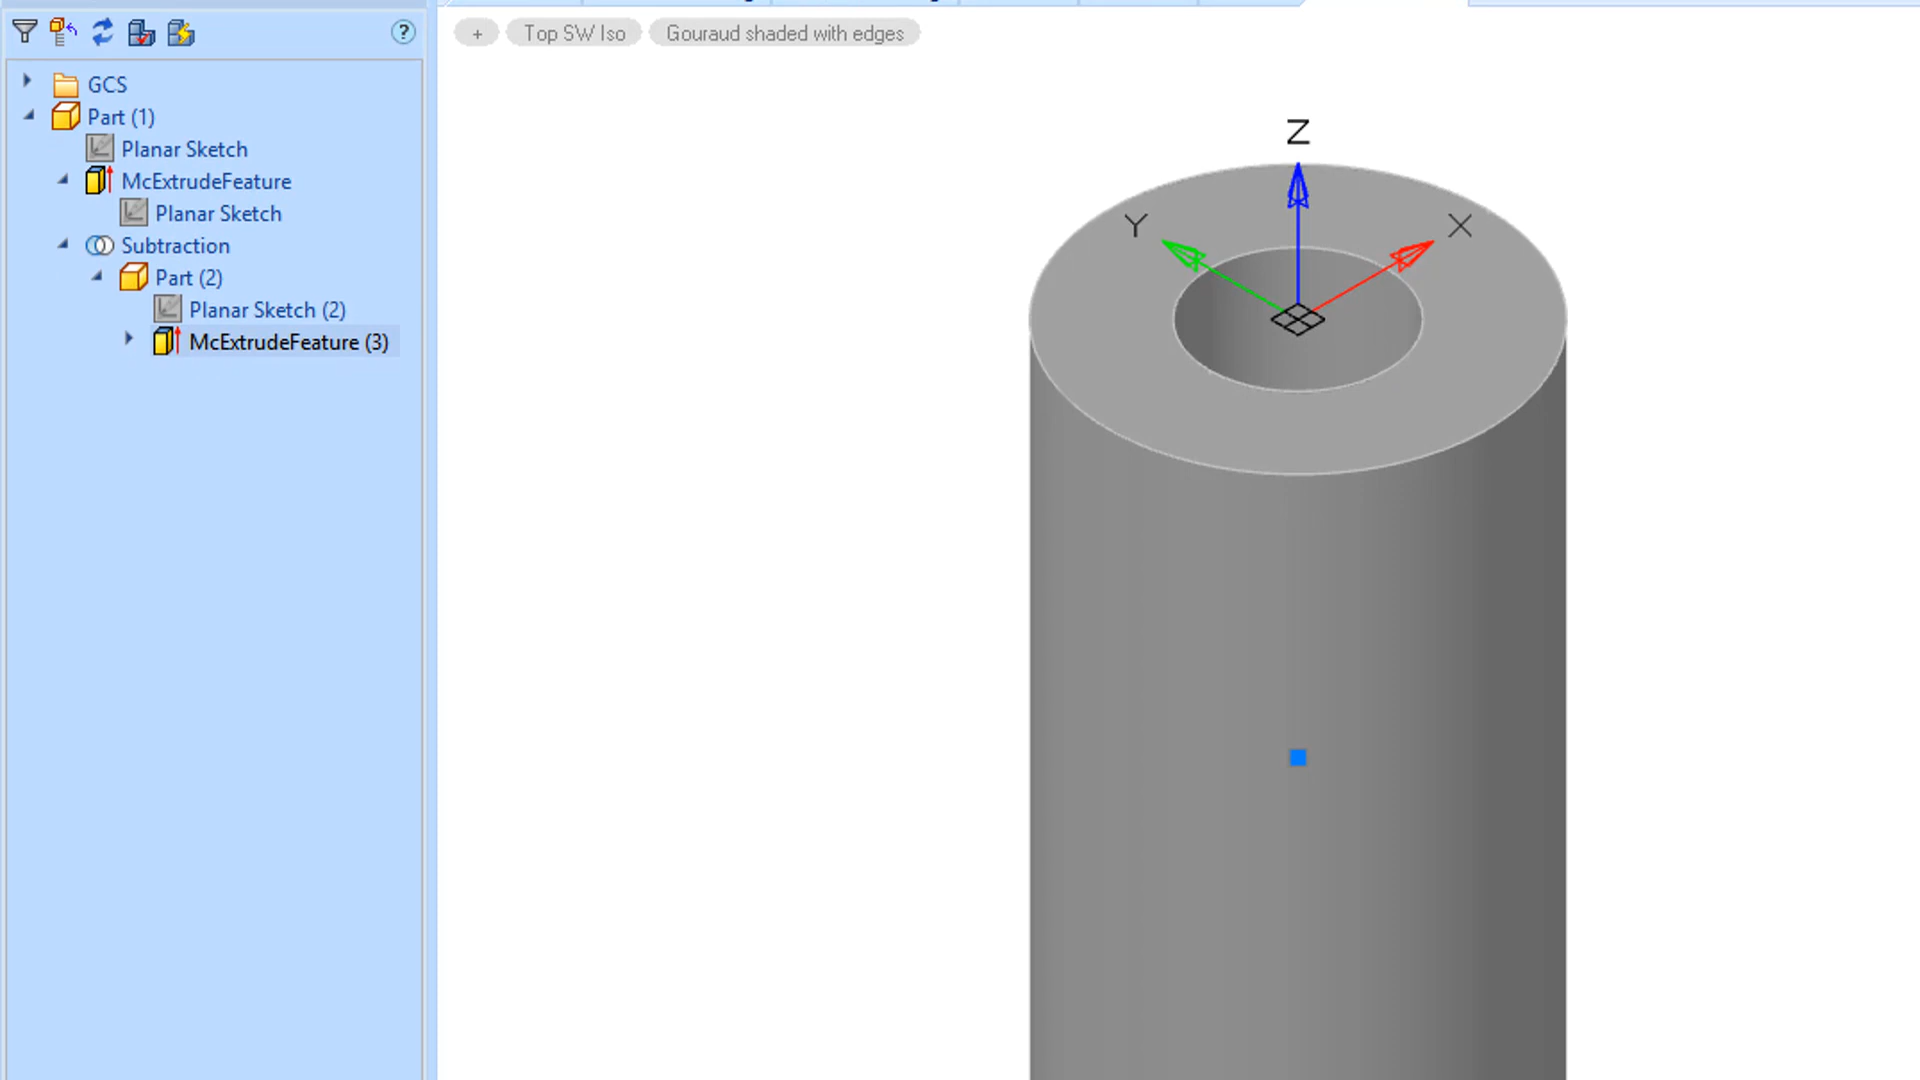 ?
+ Top SW Iso Gouraud shaded with edges
GCS
Part (1)
Planar Sketch
McExtrudeFeature
Planar Sketch
Subtraction
Part (2)
Planar Sketch (2)
McExtrudeFeature (3)
Z
Y
X